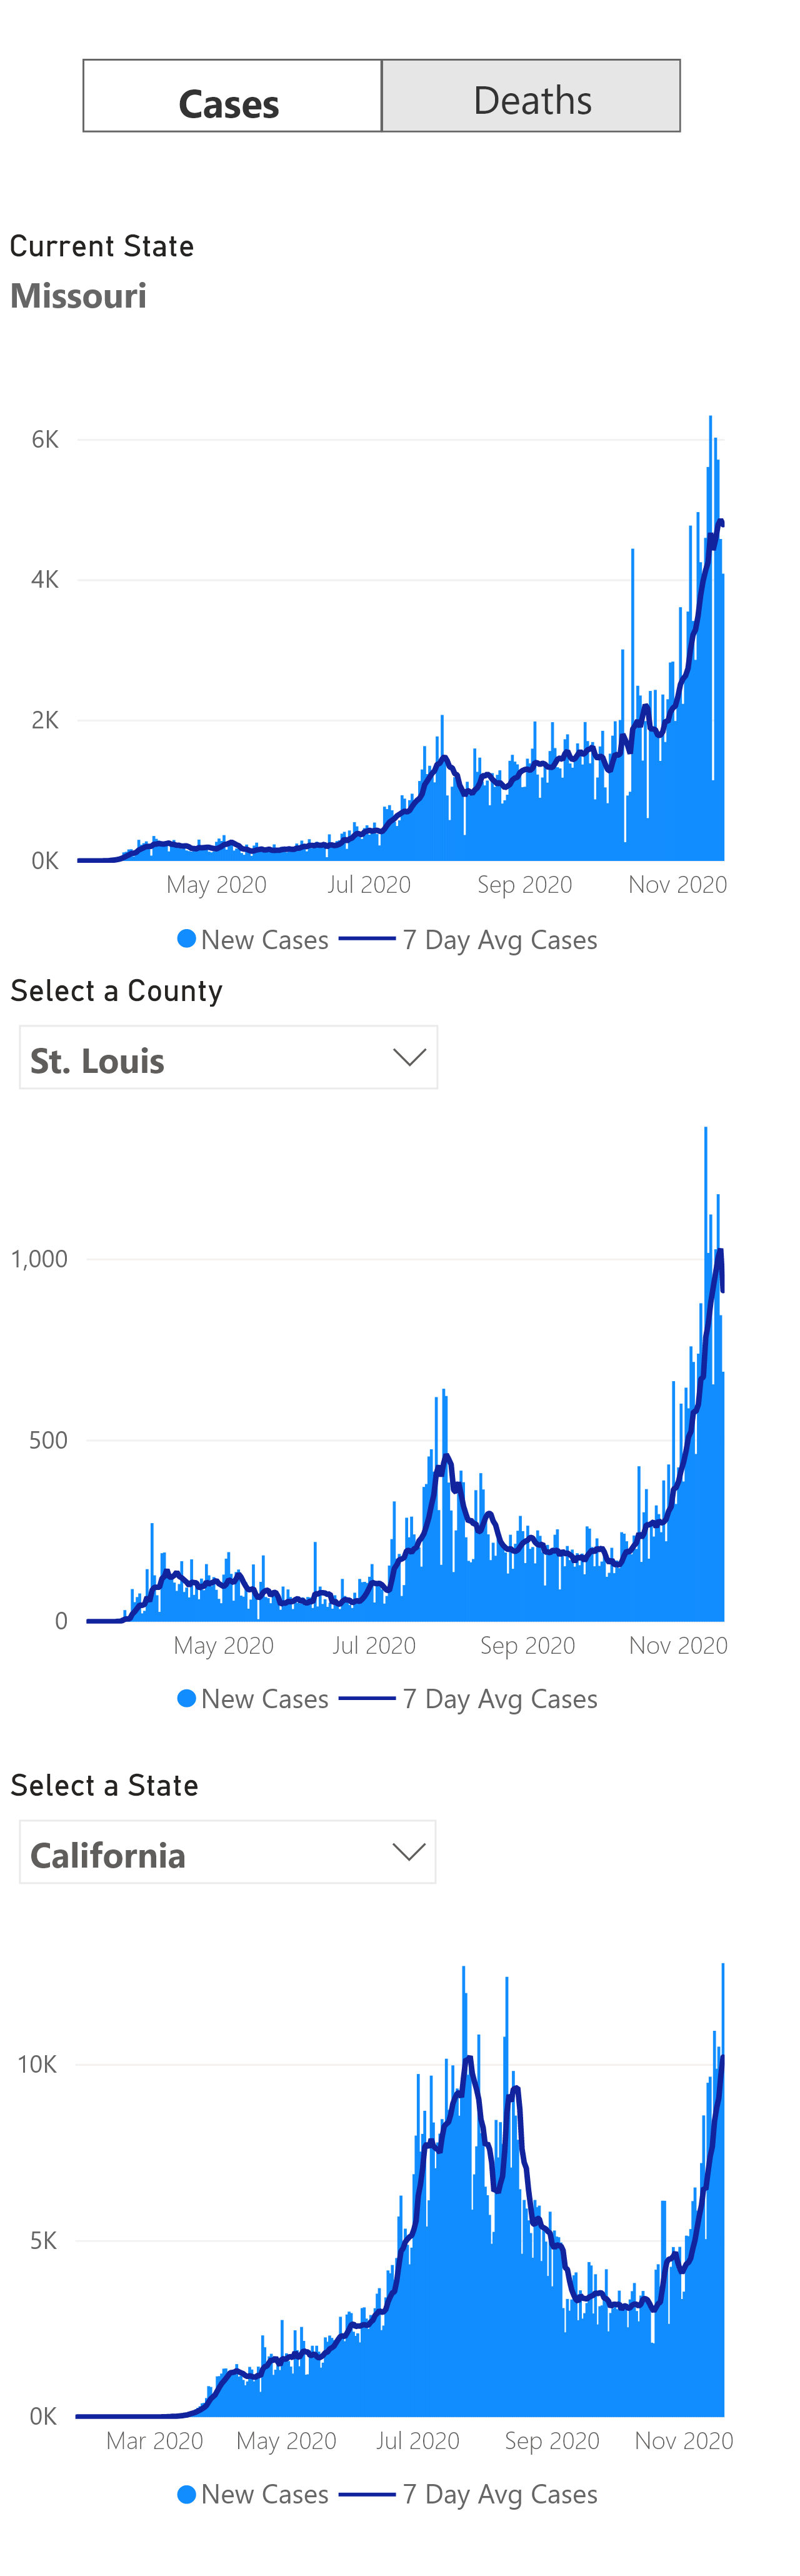 Cases Deaths
Current State
Missouri
6K
4K
2K
0K
May 2020 Jul 2020 Sep 2020 Nov 2020
New Cases 7 Day Avg Cases
Select a County
St. Louis
1,000
500
0
May 2020 Jul 2020 Sep 2020 Nov 2020
New Cases 7 Day Avg Cases
Select a State
California
10K
5K
0K
Mar 2020 May 2020 Jul 2020 Sep 2020 Nov 2020
New Cases 7 Day Avg Cases